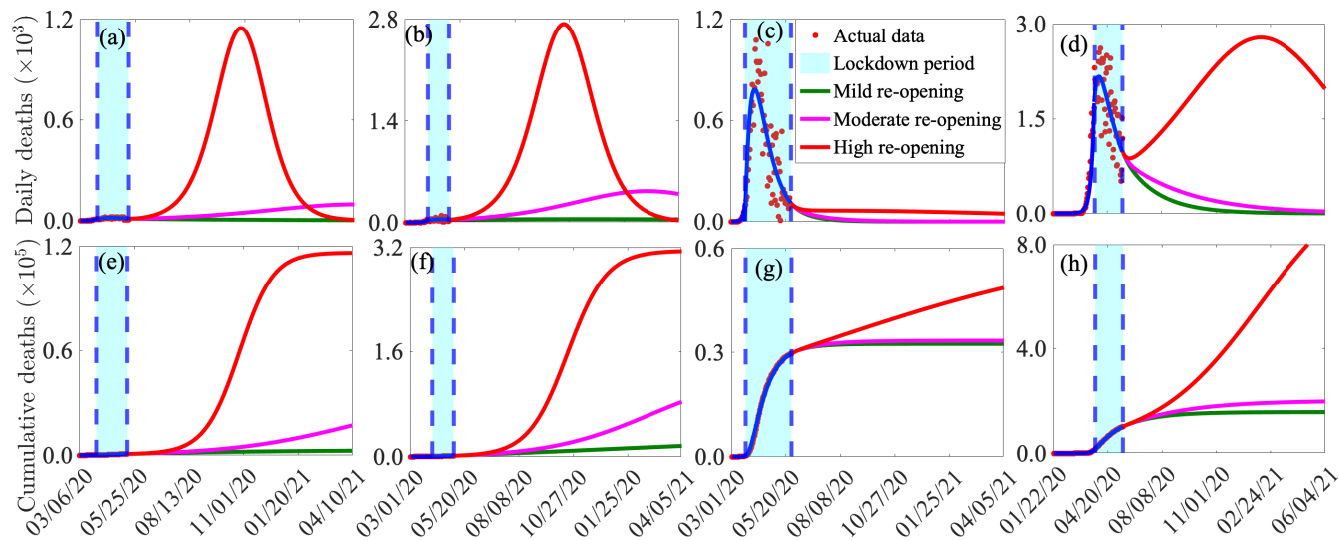 Daily deaths (×10³)
1.2
0.6
0.0
(a)
2.8
1.4
0.0
(b)
1.2
0.6
0.0
(c)
Actual data
Lockdown period
Mild re-opening
Moderate re-opening
High re-opening
3.0
1.5
0.0
(d)
Cumulative deaths (×10⁵)
1.2
0.6
0.0
(e)
3.2
1.6
0.0
(f)
0.6
0.3
0.0
(g)
8.0
4.0
0.0
(h)
03/06/20 05/25/20 08/13/20 11/01/20 01/20/21 04/10/21
03/01/20 05/20/20 08/08/20 10/27/20 01/25/21 04/05/21
03/01/20 05/20/20 08/08/20 10/27/20 01/25/21 04/05/21
01/22/20 04/20/20 08/08/20 11/01/20 02/24/21 06/04/21